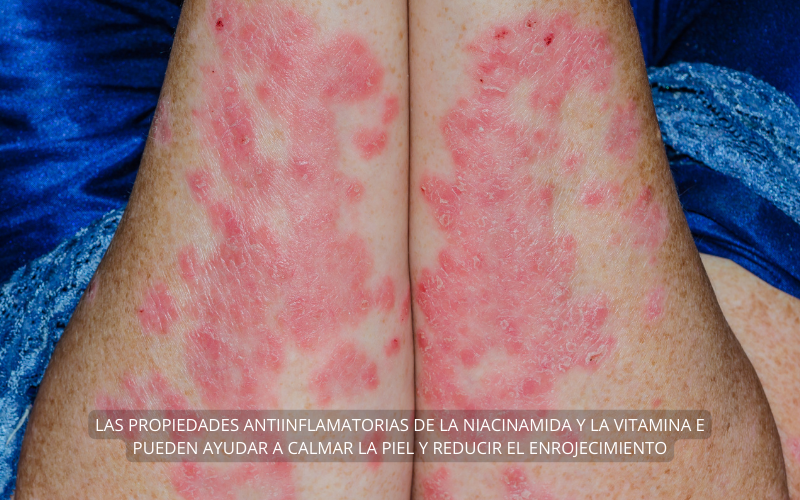 LAS PROPIEDADES ANTIINFLAMATORIAS DE LA NIACINAMIDA Y LA VITAMINA E
PUEDEN AYUDAR A CALMAR LA PIEL Y REDUCIR EL ENROJECIMIENTO